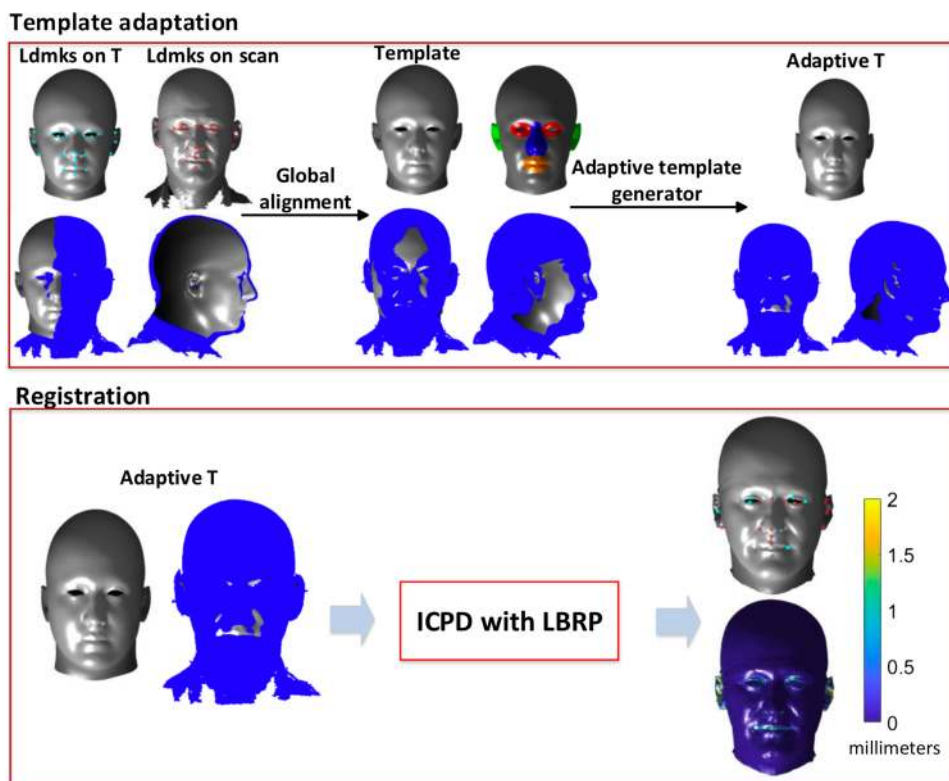 Template adaptation
Ldmks on T
Ldmks on scan
Template
Adaptive T
Global
alignment
Adaptive template
generator
Registration
Adaptive T
ICPD with LBRP
2
1.5
1
0.5
0
millimeters